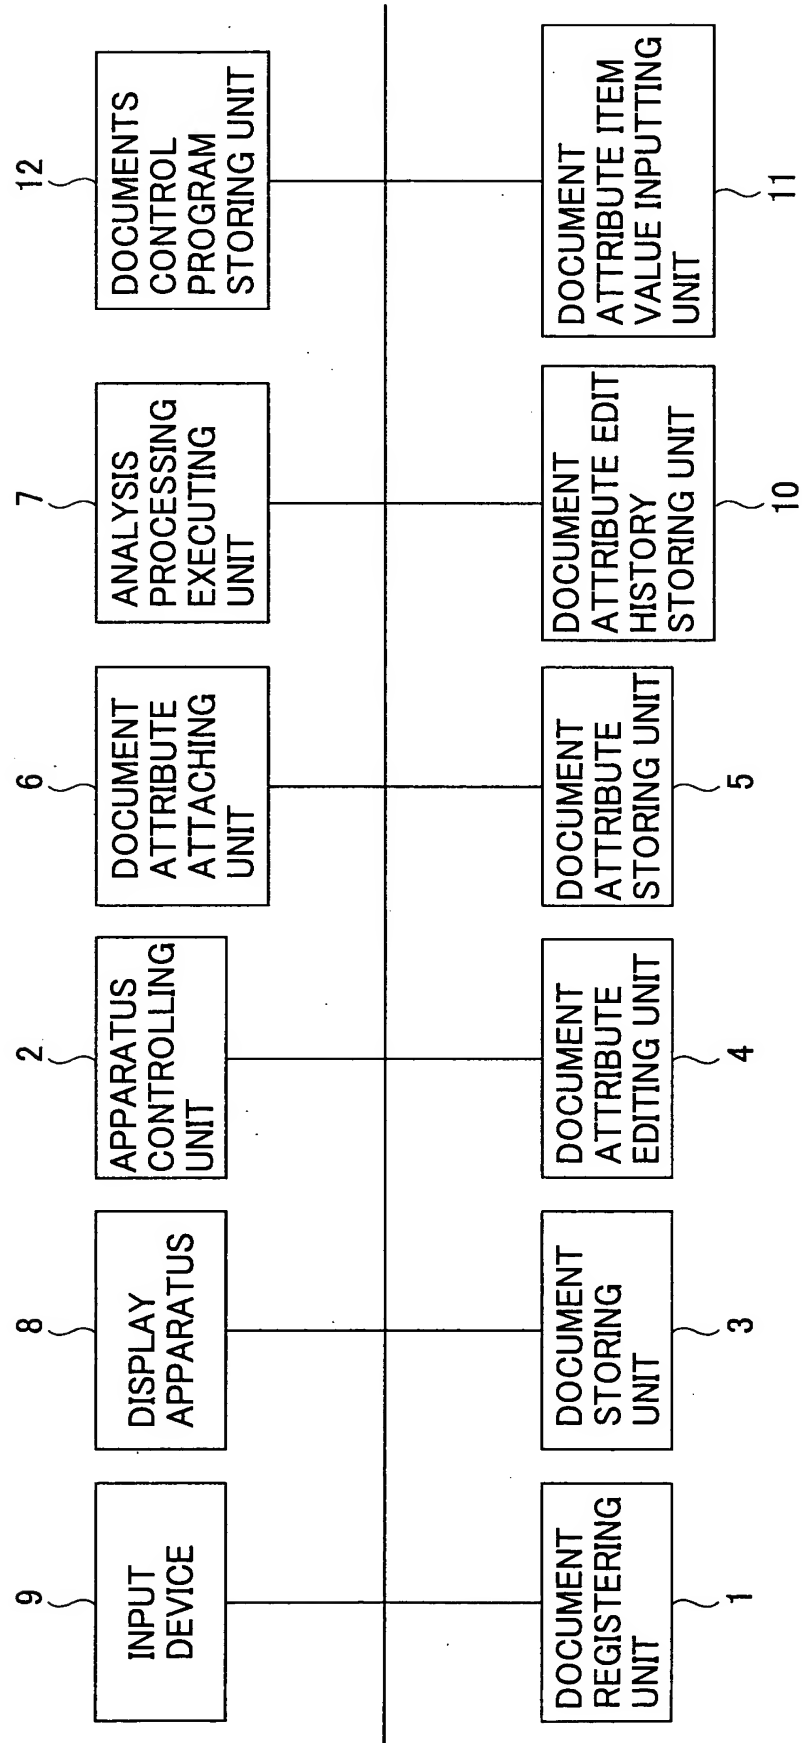 9
INPUT
DEVICE
8
DISPLAY
APPARATUS
2
APPARATUS
CONTROLLING
UNIT
6
DOCUMENT
ATTRIBUTE
ATTACHING
UNIT
7
ANALYSIS
PROCESSING
EXECUTING
UNIT
12
DOCUMENTS
CONTROL
PROGRAM
STORING UNIT
DOCUMENT
REGISTERING
UNIT
1
DOCUMENT
STORING
UNIT
3
DOCUMENT
ATTRIBUTE
EDITING UNIT
4
DOCUMENT
ATTRIBUTE
STORING UNIT
5
DOCUMENT
ATTRIBUTE EDIT
HISTORY
STORING UNIT
10
DOCUMENT
ATTRIBUTE ITEM
VALUE INPUTTING
UNIT
11